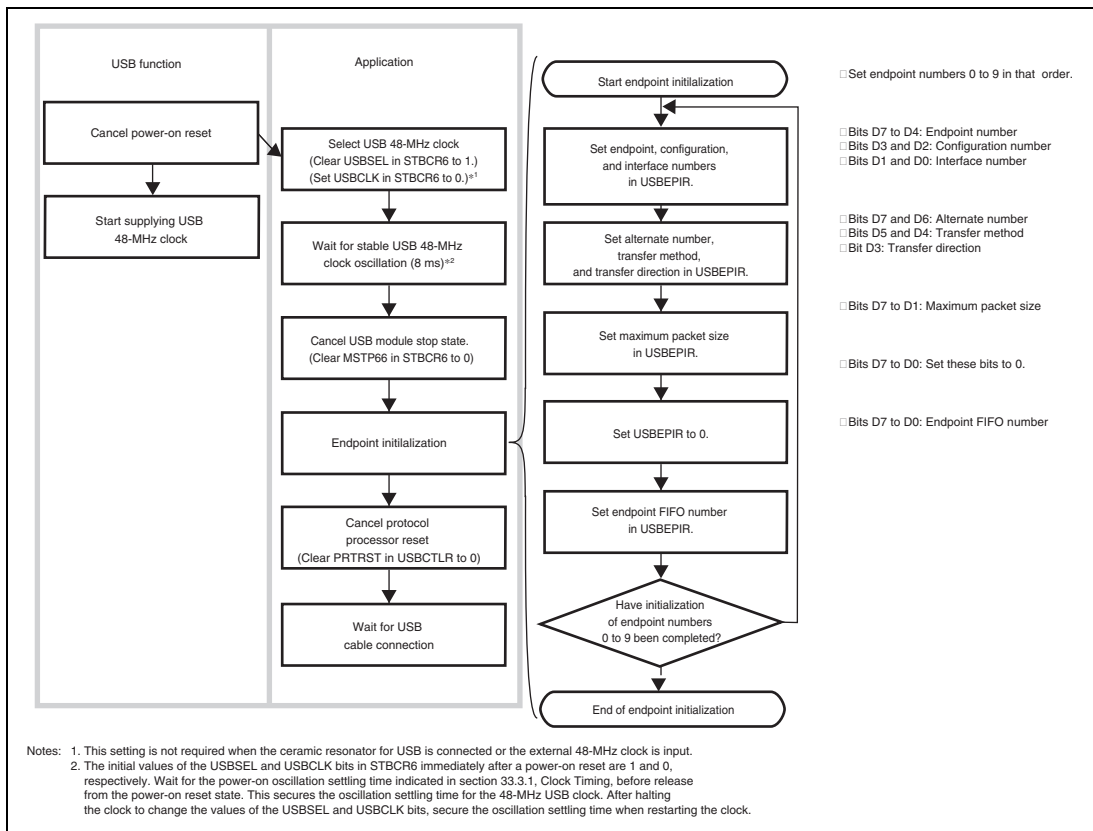 USB function
Application
Cancel power-on reset
Start supplying USB
48-MHz clock
Select USB 48-MHz clock
(Clear USBSEL in STBCR6 to 1.)
(Set USBCLK in STBCR6 to 0.)*1
Wait for stable USB 48-MHz
clock oscillation (8 ms)*2
Cancel USB module stop state.
(Clear MSTP66 in STBCR6 to 0)
Endpoint initilalization
Cancel protocol
processor reset
(Clear PRTRST in USBCTLR to 0)
Wait for USB
cable connection
Start endpoint initilalization
Set endpoint, configuration,
and interface numbers
in USBEPIR.
Set alternate number,
transfer method,
and transfer direction in USBEPIR.
Set maximum packet size
in USBEPIR.
Set USBEPIR to 0.
Set endpoint FIFO number
in USBEPIR.
Have initialization
of endpoint numbers
0 to 9 been completed?
End of endpoint initialization
□Set endpoint numbers 0 to 9 in that order.
□Bits D7 to D4: Endpoint number
□Bits D3 and D2: Configuration number
□Bits D1 and D0: Interface number
□Bits D7 and D6: Alternate number
□Bits D5 and D4: Transfer method
□Bit D3: Transfer direction
□Bits D7 to D1: Maximum packet size
□Bits D7 to D0: Set these bits to 0.
□Bits D7 to D0: Endpoint FIFO number
Notes: 1. This setting is not required when the ceramic resonator for USB is connected or the external 48-MHz clock is input.
2. The initial values of the USBSEL and USBCLK bits in STBCR6 immediately after a power-on reset are 1 and 0,
respectively. Wait for the power-on oscillation settling time indicated in section 33.3.1, Clock Timing, before release
from the power-on reset state. This secures the oscillation settling time for the 48-MHz USB clock. After halting
the clock to change the values of the USBSEL and USBCLK bits, secure the oscillation settling time when restarting the clock.